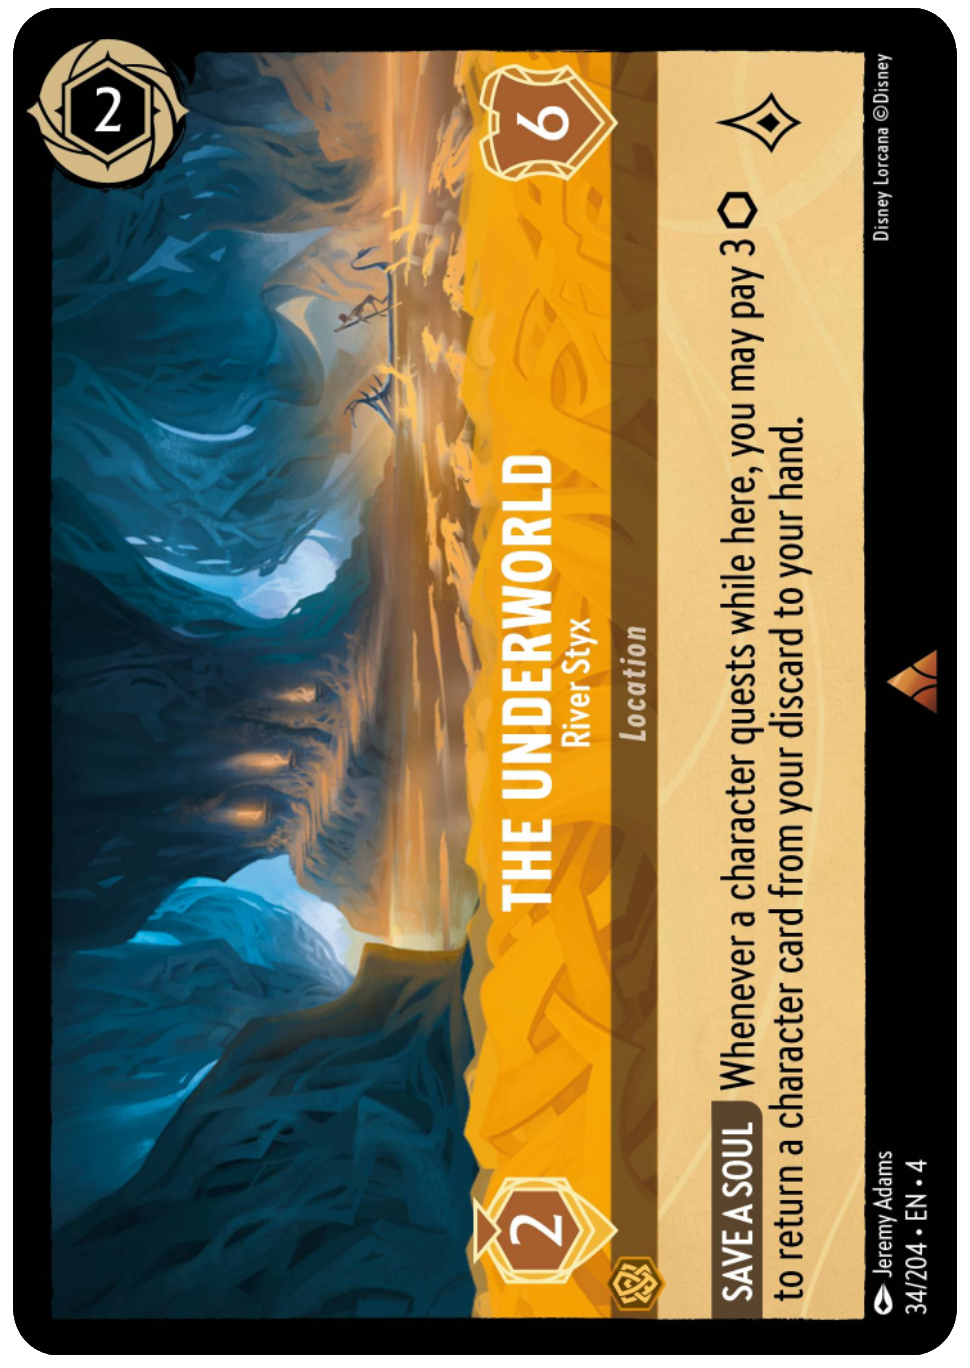 2
THE UNDERWORLD
River Styx
2
6
Location
SAVE A SOUL Whenever a character quests while here, you may pay 3 ⬡
to return a character card from your discard to your hand.
Jeremy Adams
34/204 • EN • 4
Disney Lorcana ©Disney